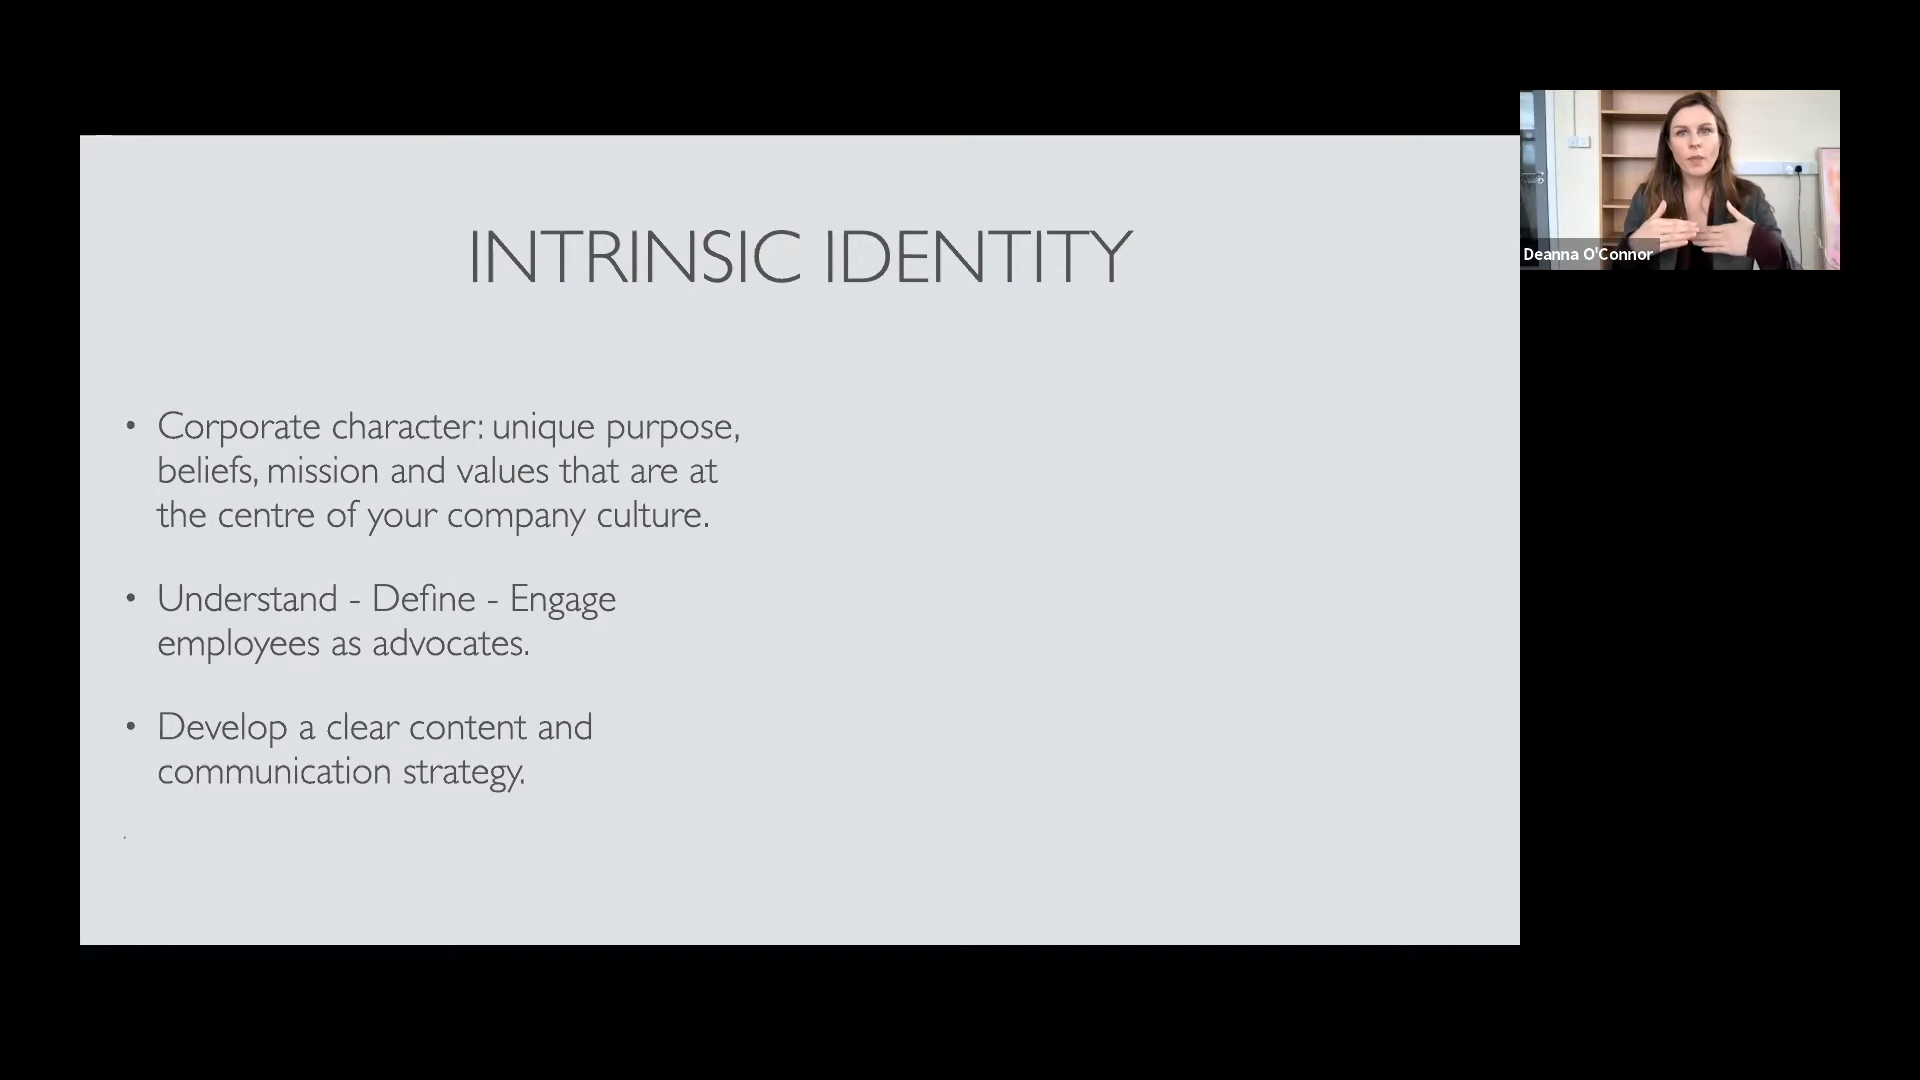 INTRINSIC IDENTITY
• Corporate character: unique purpose,
beliefs, mission and values that are at
the centre of your company culture.
• Understand - Define - Engage
employees as advocates.
• Develop a clear content and
communication strategy.
Deanna O'Connor